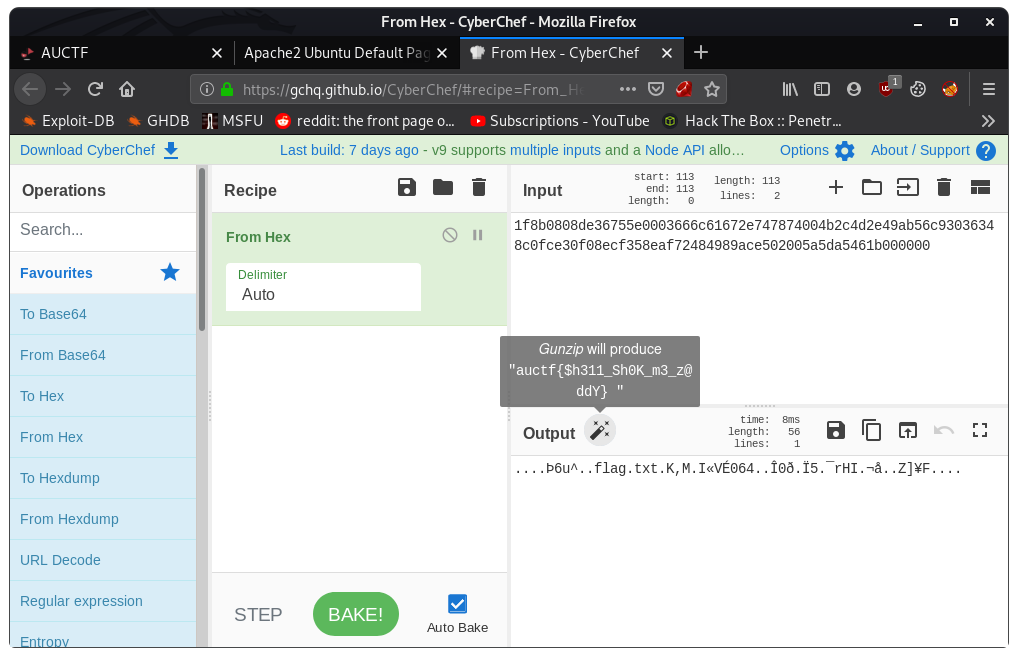 From Hex - CyberChef - Mozilla Firefox
AUCTF
Apache2 Ubuntu Default Pag
From Hex - CyberChef
https://gchq.github.io/CyberChef/#recipe=From_He
1
Exploit-DB
GHDB
MSFU
reddit: the front page o...
Subscriptions - YouTube
Hack The Box :: Penetr...
Download CyberChef
Last build: 7 days ago - v9 supports multiple inputs and a Node API allo...
Options
About / Support
Operations
Search...
Favourites
To Base64
From Base64
To Hex
From Hex
To Hexdump
From Hexdump
URL Decode
Regular expression
Entropy
Recipe
From Hex
Delimiter
Auto
STEP
BAKE!
Auto Bake
Input
start: 113
end: 113
length: 0
length: 113
lines: 2
1f8b0808de36755e0003666c61672e747874004b2c4d2e49ab56c9303634
8c0fce30f08ecf358eaf72484989ace502005a5da5461b000000
Gunzip will produce
"auctf{$h311_Sh0K_m3_z@
ddY} "
Output
time: 8ms
length: 56
lines: 1
....Þ6u^..flag.txt.K,M.I«VÉ064..Î0ð.Ï5.¯rHI.¬å..Z]¥F....